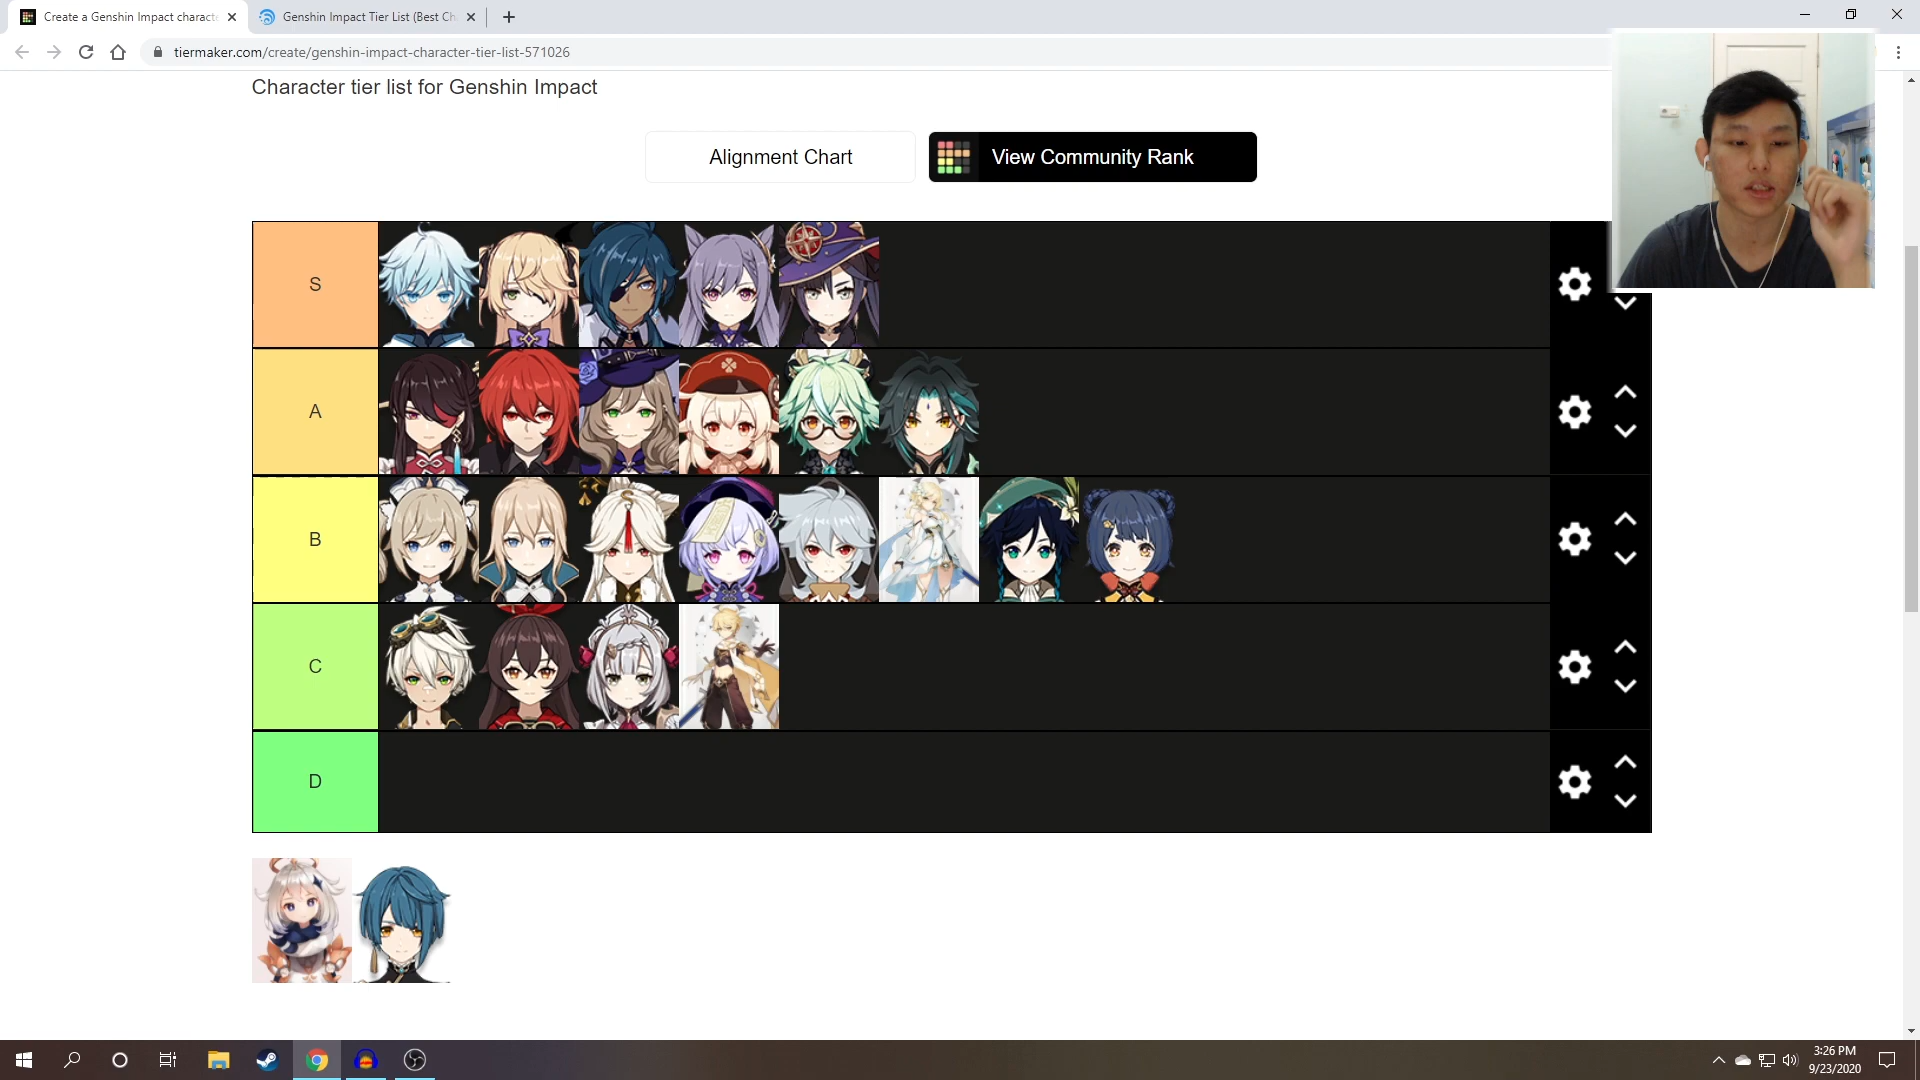 Create a Genshin Impact characte
Genshin Impact Tier List (Best Ch
tiermaker.com/create/genshin-impact-character-tier-list-571026
Character tier list for Genshin Impact
Alignment Chart
View Community Rank
S
A
B
C
D
3:26 PM
9/23/2020